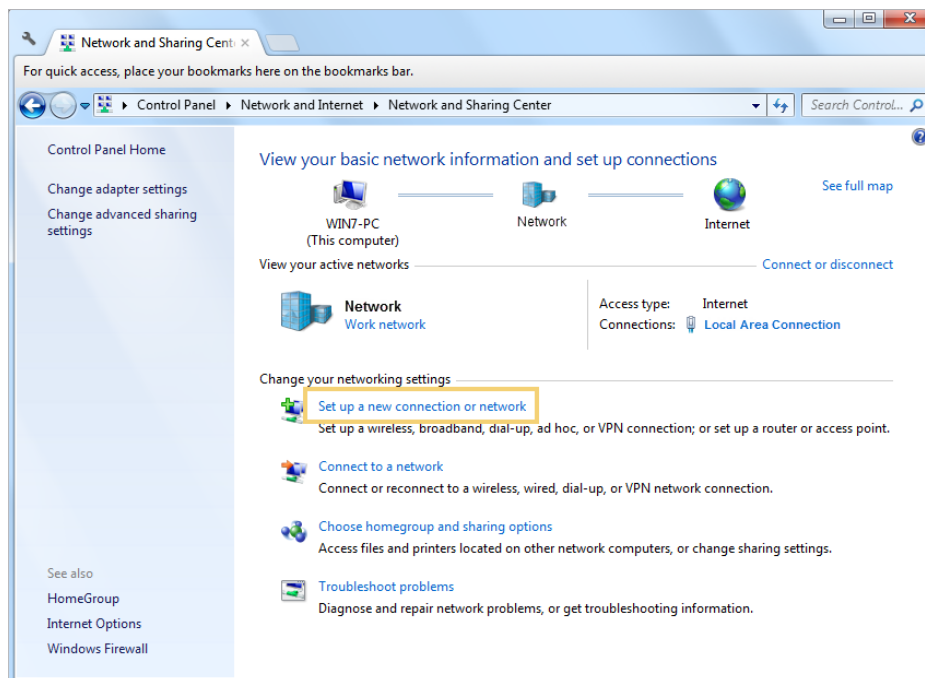 Network and Sharing Cent
For quick access, place your bookmarks here on the bookmarks bar.
Control Panel Network and Internet Network and Sharing Center Search Control...
Control Panel Home
Change adapter settings
Change advanced sharing
settings
See also
HomeGroup
Internet Options
Windows Firewall
View your basic network information and set up connections
See full map
WIN7-PC
(This computer)
Network
Internet
View your active networks
Connect or disconnect
Network
Work network
Access type: Internet
Connections: Local Area Connection
Change your networking settings
Set up a new connection or network
Set up a wireless, broadband, dial-up, ad hoc, or VPN connection; or set up a router or access point.
Connect to a network
Connect or reconnect to a wireless, wired, dial-up, or VPN network connection.
Choose homegroup and sharing options
Access files and printers located on other network computers, or change sharing settings.
Troubleshoot problems
Diagnose and repair network problems, or get troubleshooting information.